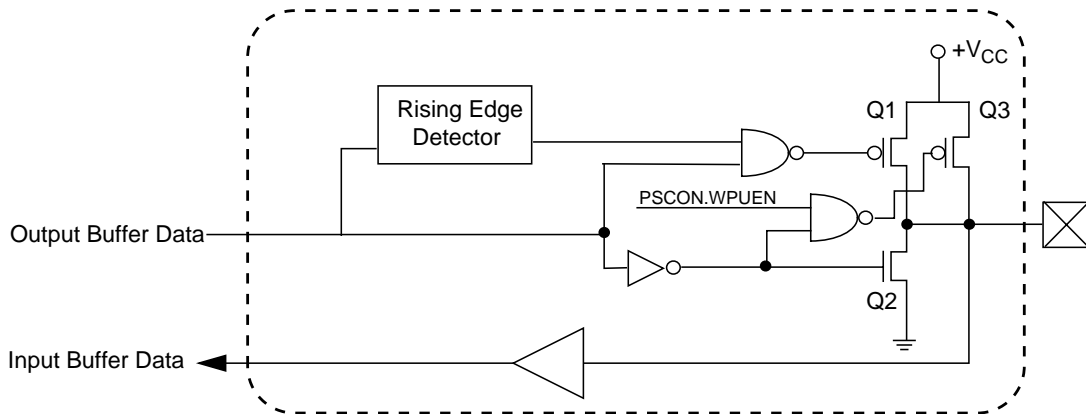 +VCC
Q1
Q3
Rising Edge
Detector
PSCON.WPUEN
Output Buffer Data
Q2
Input Buffer Data